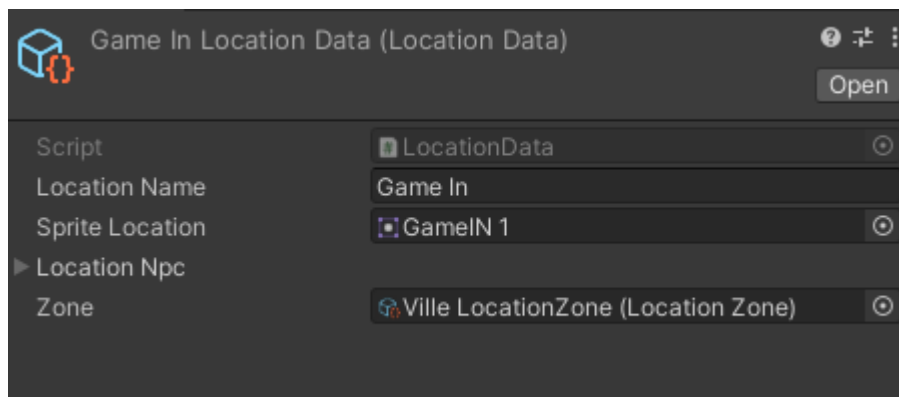 Game In Location Data (Location Data)
Open
Script LocationData
Location Name Game In
Sprite Location GameIN 1
Location Npc
Zone Ville LocationZone (Location Zone)